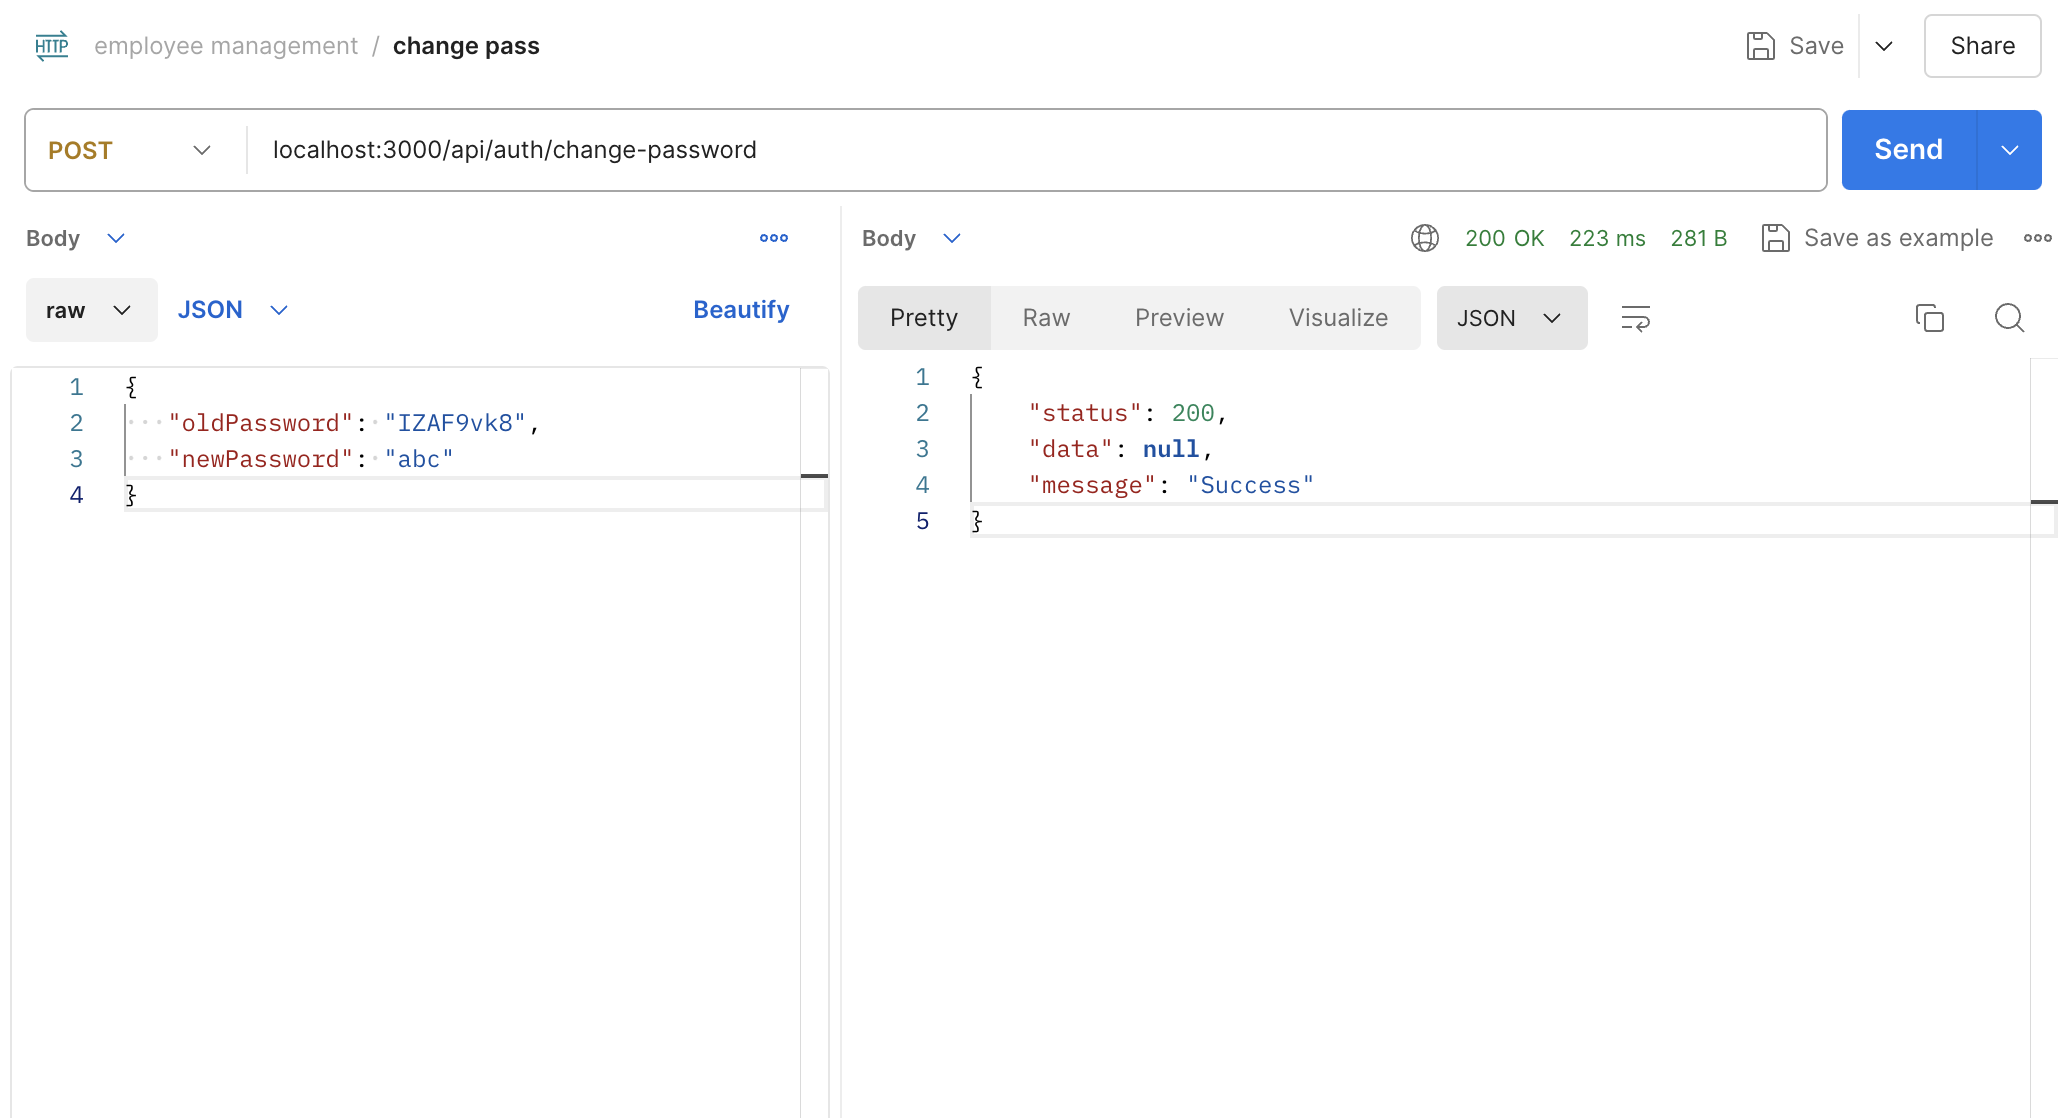 HTTP employee management / change pass Save Share
POST localhost:3000/api/auth/change-password Send
Body
raw JSON Beautify
1 {
2 "oldPassword": "IZAF9vk8",
3 "newPassword": "abc"
4 }
Body 200 OK 223 ms 281 B Save as example
Pretty Raw Preview Visualize JSON
1 {
2 "status": 200,
3 "data": null,
4 "message": "Success"
5 }